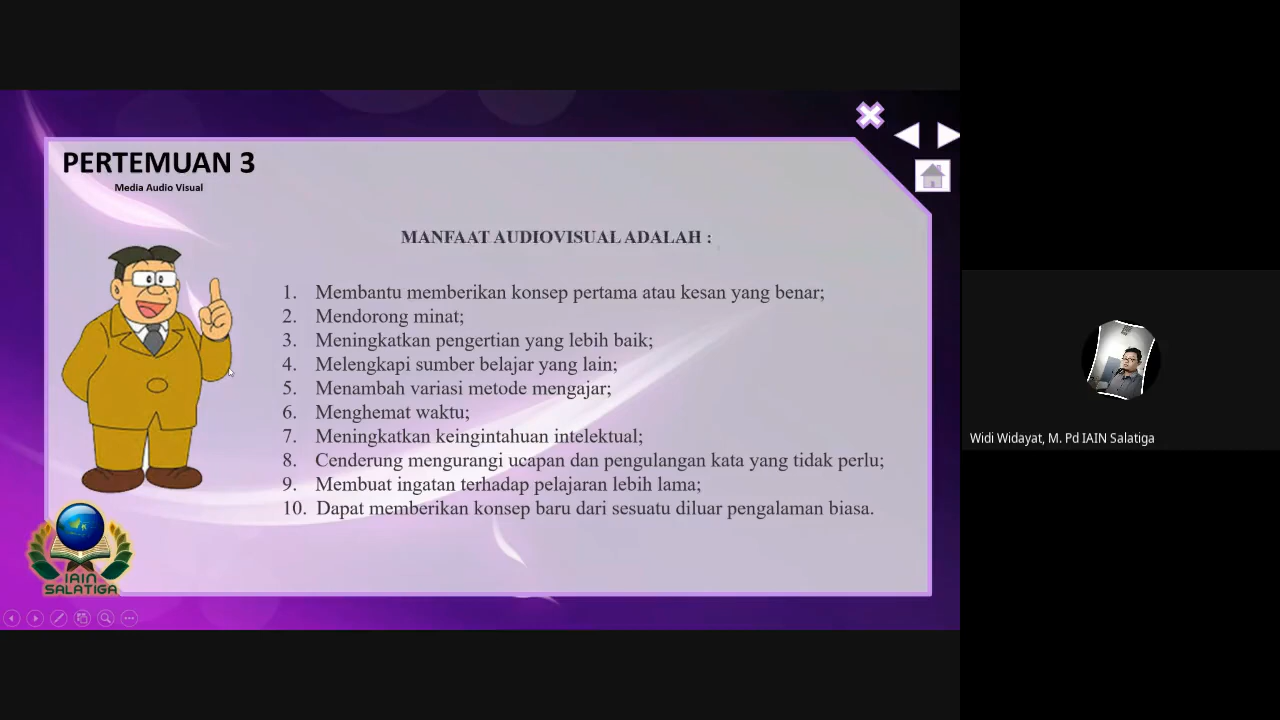 PERTEMUAN 3
Media Audio Visual
MANFAAT AUDIOVISUAL ADALAH :
1. Membantu memberikan konsep pertama atau kesan yang benar;
2. Mendorong minat;
3. Meningkatkan pengertian yang lebih baik;
4. Melengkapi sumber belajar yang lain;
5. Menambah variasi metode mengajar;
6. Menghemat waktu;
7. Meningkatkan keingintahuan intelektual;
8. Cenderung mengurangi ucapan dan pengulangan kata yang tidak perlu;
9. Membuat ingatan terhadap pelajaran lebih lama;
10. Dapat memberikan konsep baru dari sesuatu diluar pengalaman biasa.
IAIN
SALATIGA
Widi Widayat, M. Pd IAIN Salatiga